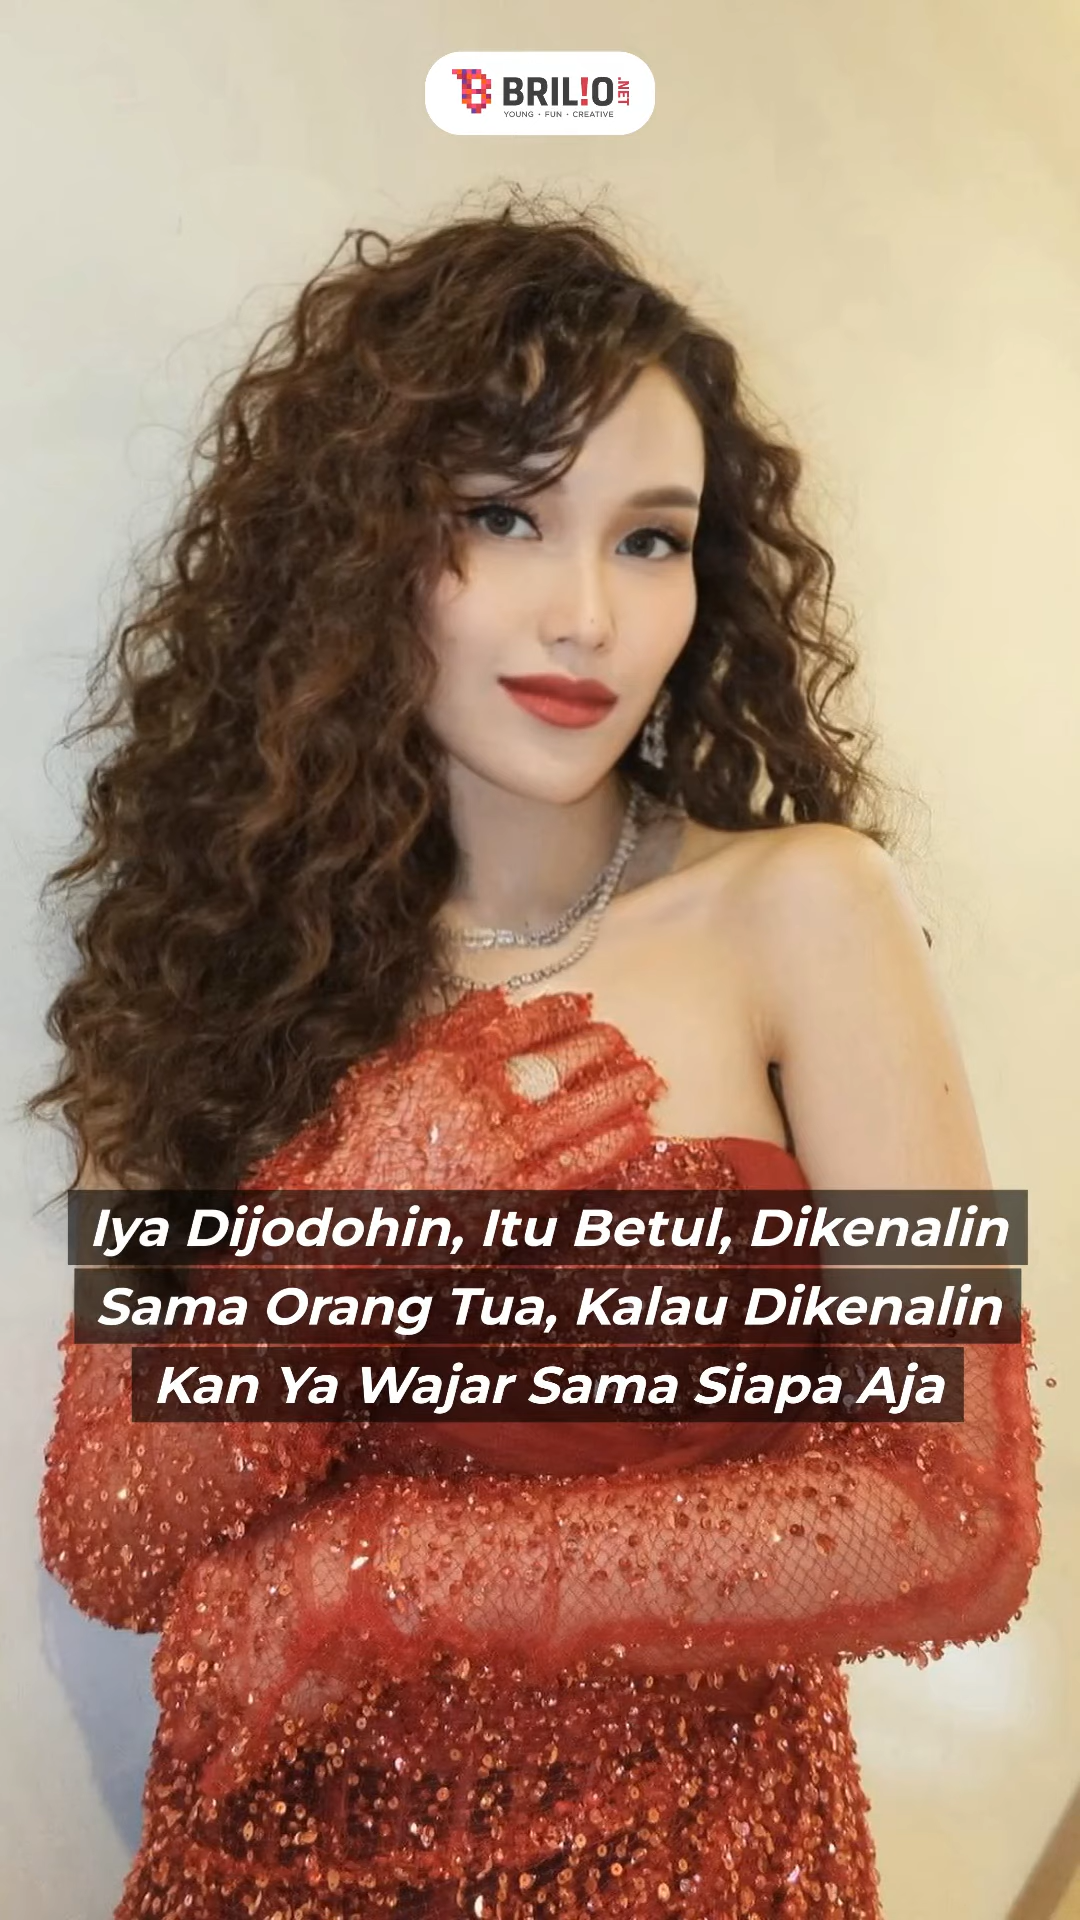 BRIL!O.NET
YOUNG • FUN • CREATIVE
Iya Dijodohin, Itu Betul, Dikenalin
Sama Orang Tua, Kalau Dikenalin
Kan Ya Wajar Sama Siapa Aja